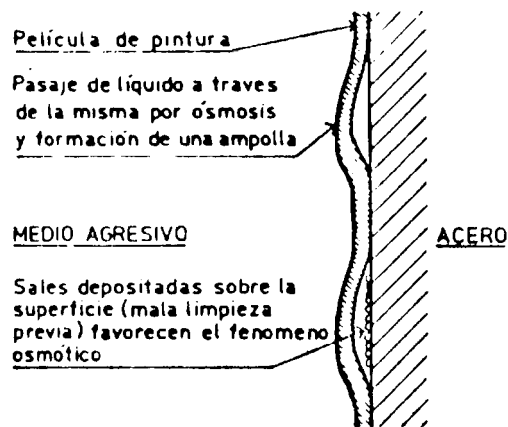 Película de pintura
Pasaje de líquido a traves
de la misma por ósmosis
y formación de una ampolla
MEDIO AGRESIVO
ACERO
Sales depositadas sobre la
superficie (mala limpieza
previa) favorecen el fenomeno
osmótico